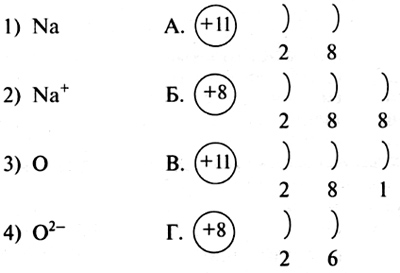 1) Na А. +11 ) )
2 8
2) Na⁺ Б. +8 ) ) )
2 8 8
3) O В. +11 ) ) )
2 8 1
4) O²⁻ Г. +8 ) )
2 6